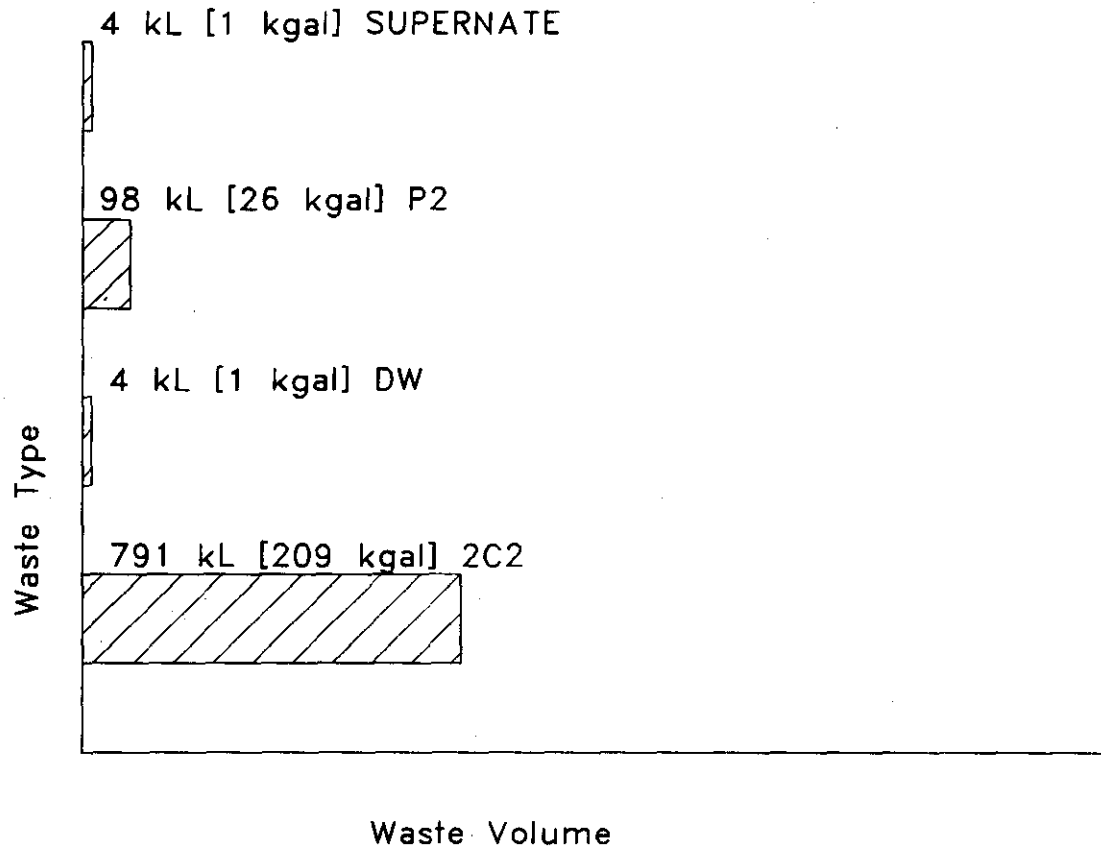 4 kL [1 kgal] SUPERNATE
98 kL [26 kgal] P2
4 kL [1 kgal] DW
Waste Type
791 kL [209 kgal] 2C2
Waste Volume